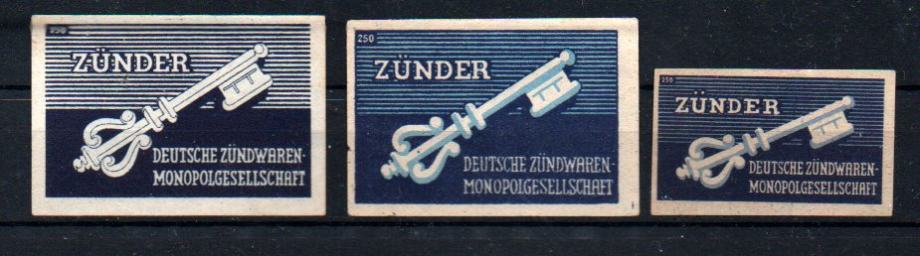 250
ZÜNDER
DEUTSCHE ZÜNDWAREN-
MONOPOLGESELLSCHAFT
250
ZÜNDER
DEUTSCHE ZÜNDWAREN-
MONOPOLGESELLSCHAFT
250
ZÜNDER
DEUTSCHE ZÜNDWAREN-
MONOPOLGESELLSCHAFT